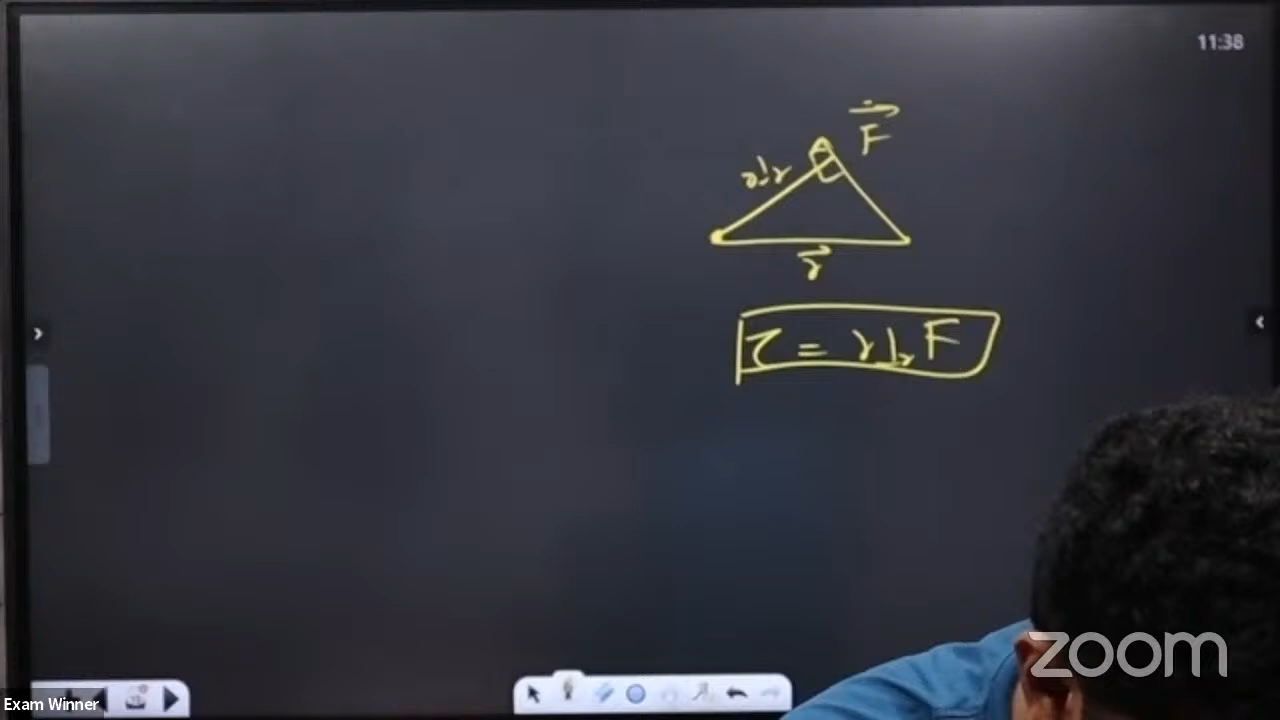 11:38
F⃗
r⊥r
r⃗
τ = r⊥r F
zoom
Exam Winner